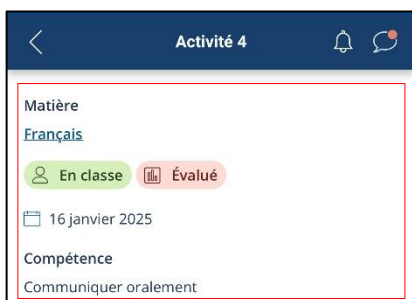 Activité 4
Matière
Français
En classe Évalué
16 janvier 2025
Compétence
Communiquer oralement